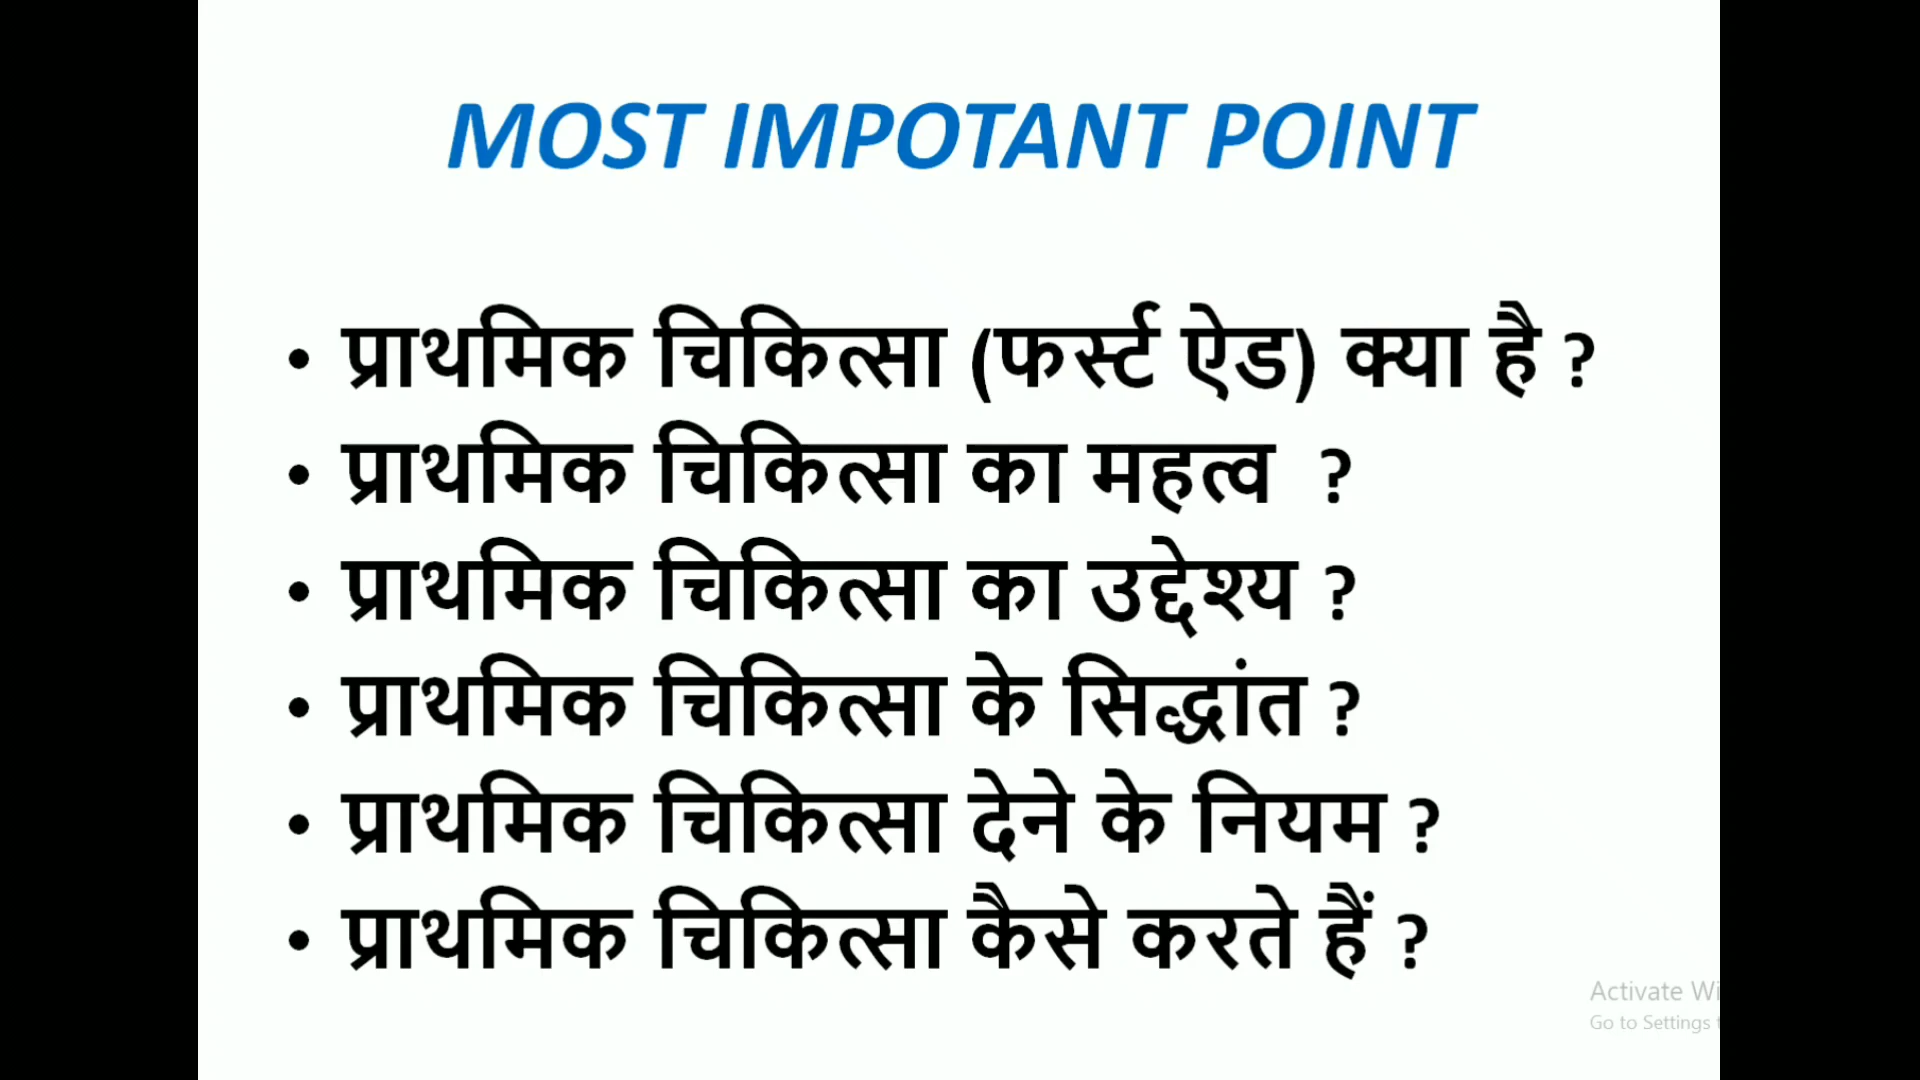 MOST IMPOTANT POINT
• प्राथमिक चिकित्सा (फर्स्ट ऐड) क्या है ?
• प्राथमिक चिकित्सा का महत्व ?
• प्राथमिक चिकित्सा का उद्देश्य ?
• प्राथमिक चिकित्सा के सिद्धांत ?
• प्राथमिक चिकित्सा देने के नियम ?
• प्राथमिक चिकित्सा कैसे करते हैं ?
Activate Wi
Go to Settings